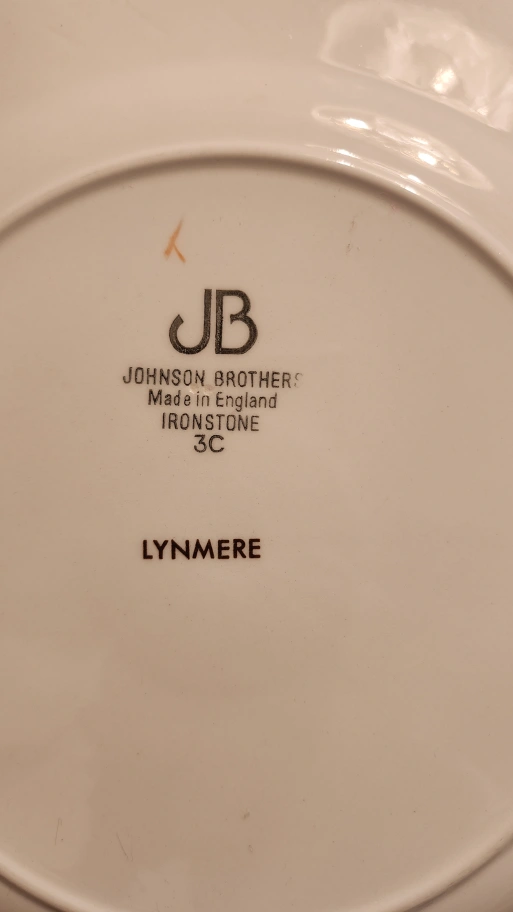 JB
JOHNSON BROTHERS
Made in England
IRONSTONE
3C
LYNMERE